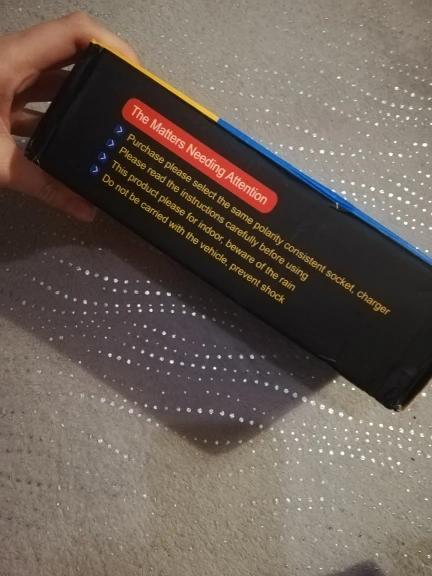 The Matters Needing Attention
Purchase please select the same polarity consistent socket, charger
Please read the instructions carefully before using
This product please for indoor, beware of the rain
Do not be carried with the vehicle, prevent shock